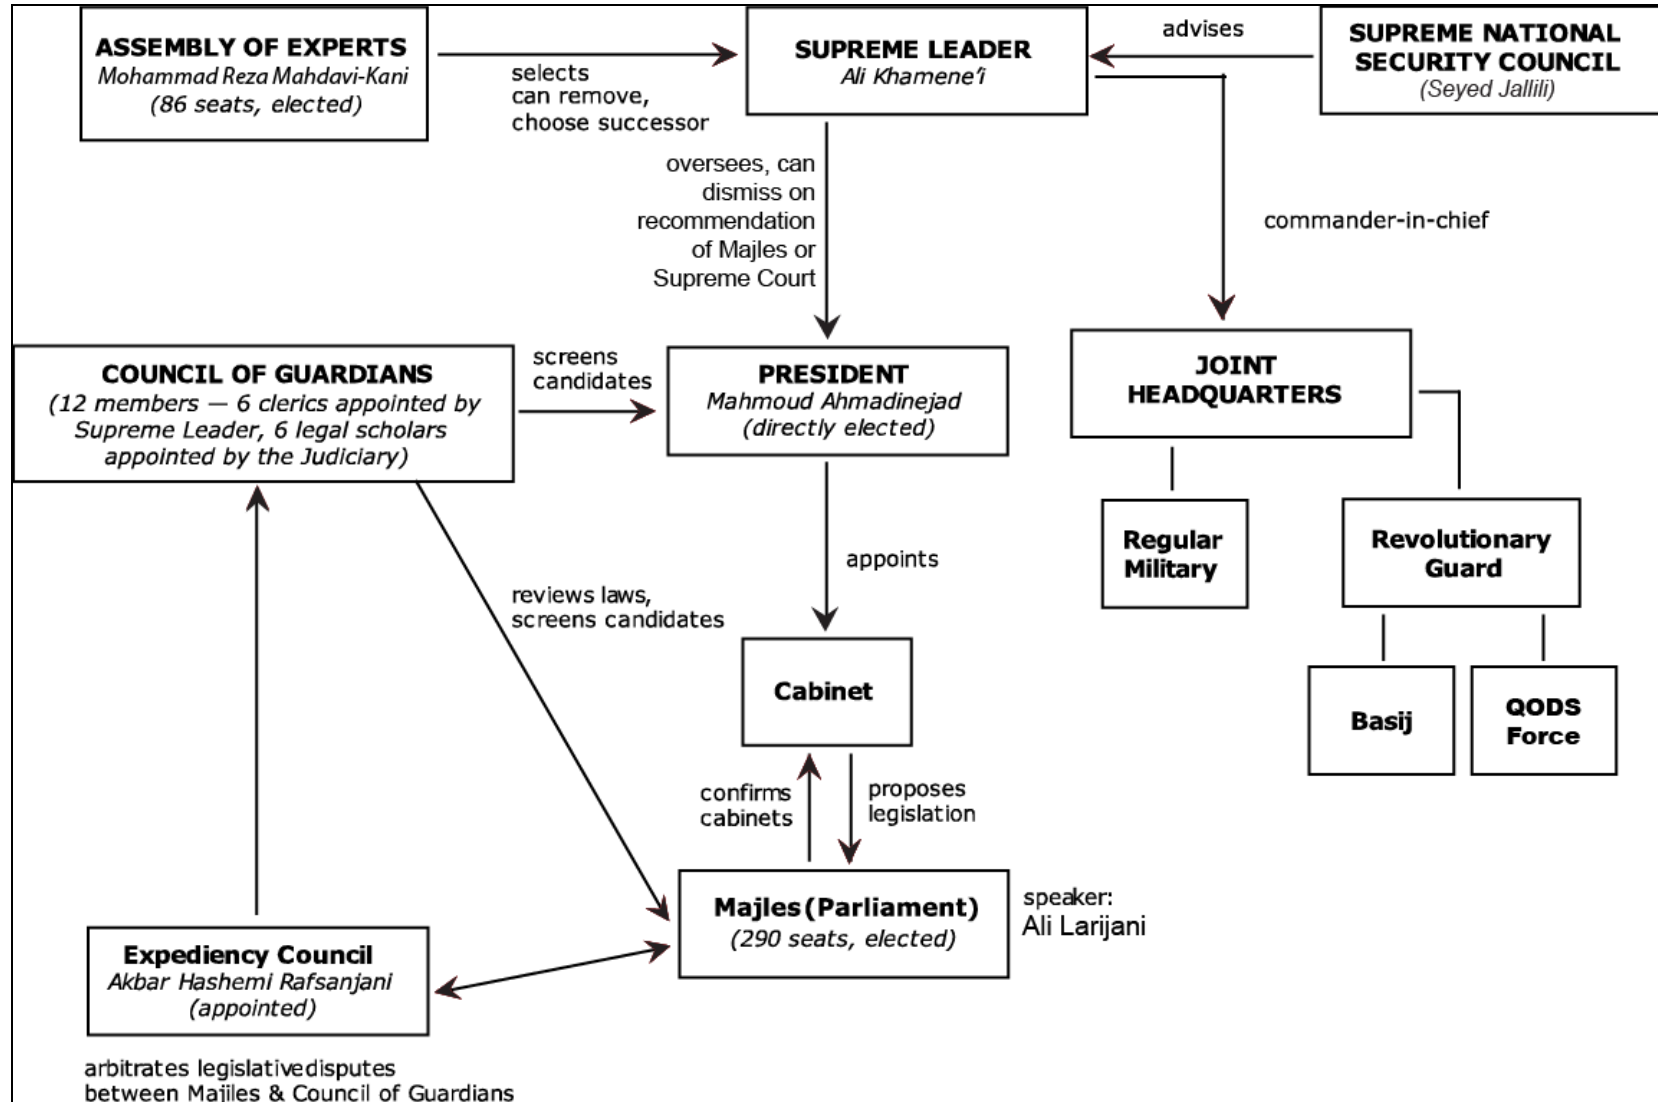 ASSEMBLY OF EXPERTS
Mohammad Reza Mahdavi-Kani
(86 seats, elected)
selects
can remove,
choose successor
SUPREME LEADER
Ali Khamene'i
advises
SUPREME NATIONAL
SECURITY COUNCIL
(Seyed Jallili)
oversees, can
dismiss on
recommendation
of Majles or
Supreme Court
commander-in-chief
COUNCIL OF GUARDIANS
(12 members — 6 clerics appointed by
Supreme Leader, 6 legal scholars
appointed by the Judiciary)
screens
candidates
PRESIDENT
Mahmoud Ahmadinejad
(directly elected)
JOINT
HEADQUARTERS
Regular
Military
Revolutionary
Guard
appoints
reviews laws,
screens candidates
Cabinet
Basij
QODS
Force
confirms
cabinets
proposes
legislation
Majles (Parliament)
(290 seats, elected)
speaker:
Ali Larijani
Expediency Council
Akbar Hashemi Rafsanjani
(appointed)
arbitrates legislativedisputes
between Majiles & Council of Guardians